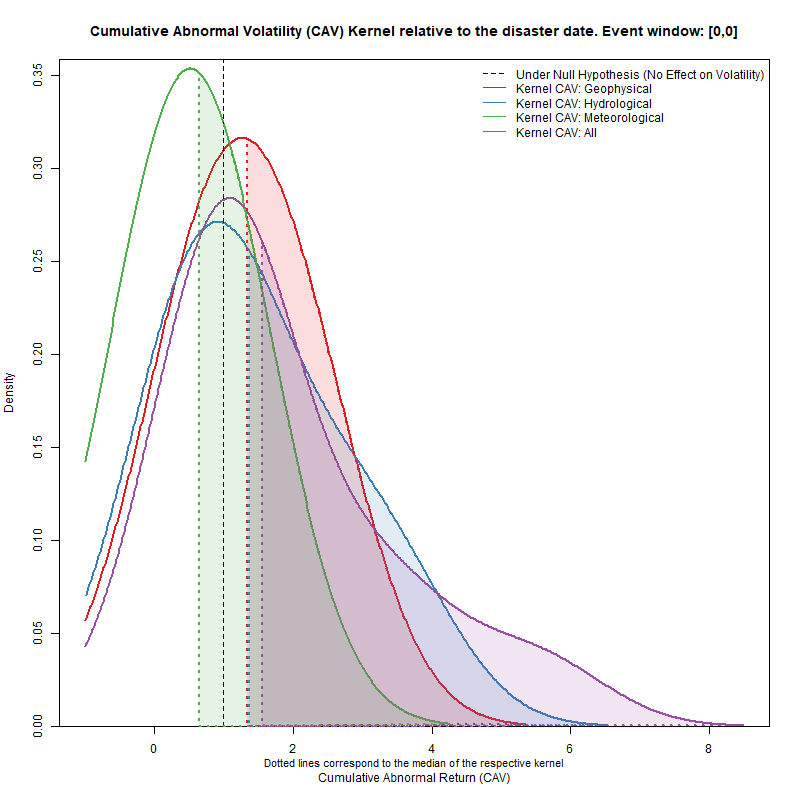 Cumulative Abnormal Volatility (CAV) Kernel relative to the disaster date. Event window: [0,0]
Under Null Hypothesis (No Effect on Volatility)
Kernel CAV: Geophysical
Kernel CAV: Hydrological
Kernel CAV: Meteorological
Kernel CAV: All
Density
0.35
0.30
0.25
0.20
0.15
0.10
0.05
0.00
0 2 4 6 8
Dotted lines correspond to the median of the respective kernel
Cumulative Abnormal Return (CAV)